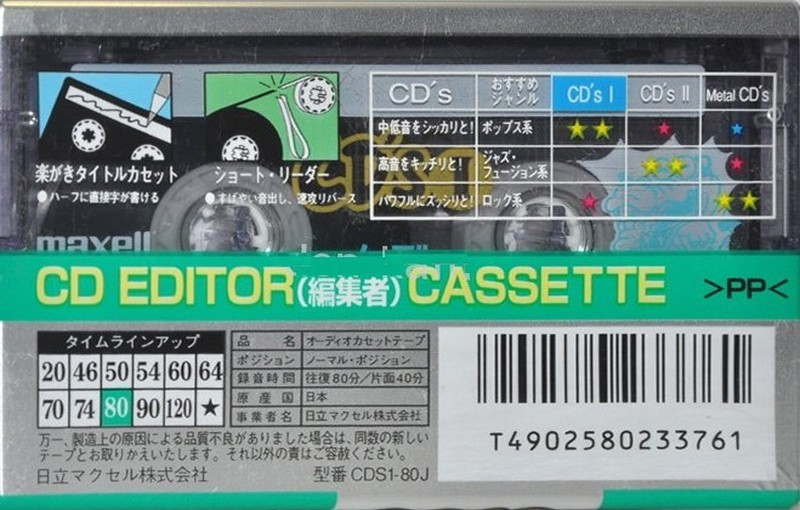 CD's おすすめジャンル CD's I CD's II Metal CD's
中低音をシッカリと! ポップス系 ★★ ★ ★
高音をキッチリと! ジャズ・フュージョン系 ★★ ★
パワフルにズッシリと! ロック系 ★ ★★
楽がきタイトルカセット
●ハーフに直接字が書ける
ショート・リーダー
●すばやい音出し、速攻リバース
maxell
CD EDITOR(編集者)CASSETTE >PP<
タイムラインアップ
20 46 50 54 60 64
70 74 80 90 120 ★
品名 オーディオカセットテープ
ポジション ノーマル・ポジション
録音時間 往復80分/片面40分
原産国 日本
事業者名 日立マクセル株式会社
T4902580233761
万一、製造上の原因による品質不良がありました場合は、同数の新しい
テープとお取りかえいたします。それ以外の責はご容赦ください。
日立マクセル株式会社 型番 CDS1-80J